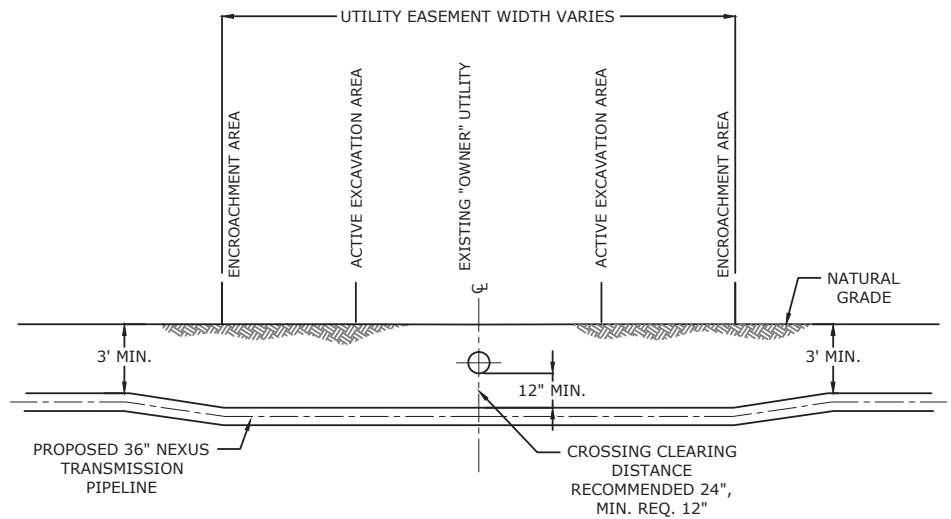 UTILITY EASEMENT WIDTH VARIES
ENCROACHMENT AREA
ACTIVE EXCAVATION AREA
EXISTING "OWNER" UTILITY
ACTIVE EXCAVATION AREA
ENCROACHMENT AREA
℄
NATURAL
GRADE
3' MIN.
12" MIN.
3' MIN.
PROPOSED 36" NEXUS
TRANSMISSION
PIPELINE
CROSSING CLEARING
DISTANCE
RECOMMENDED 24",
MIN. REQ. 12"